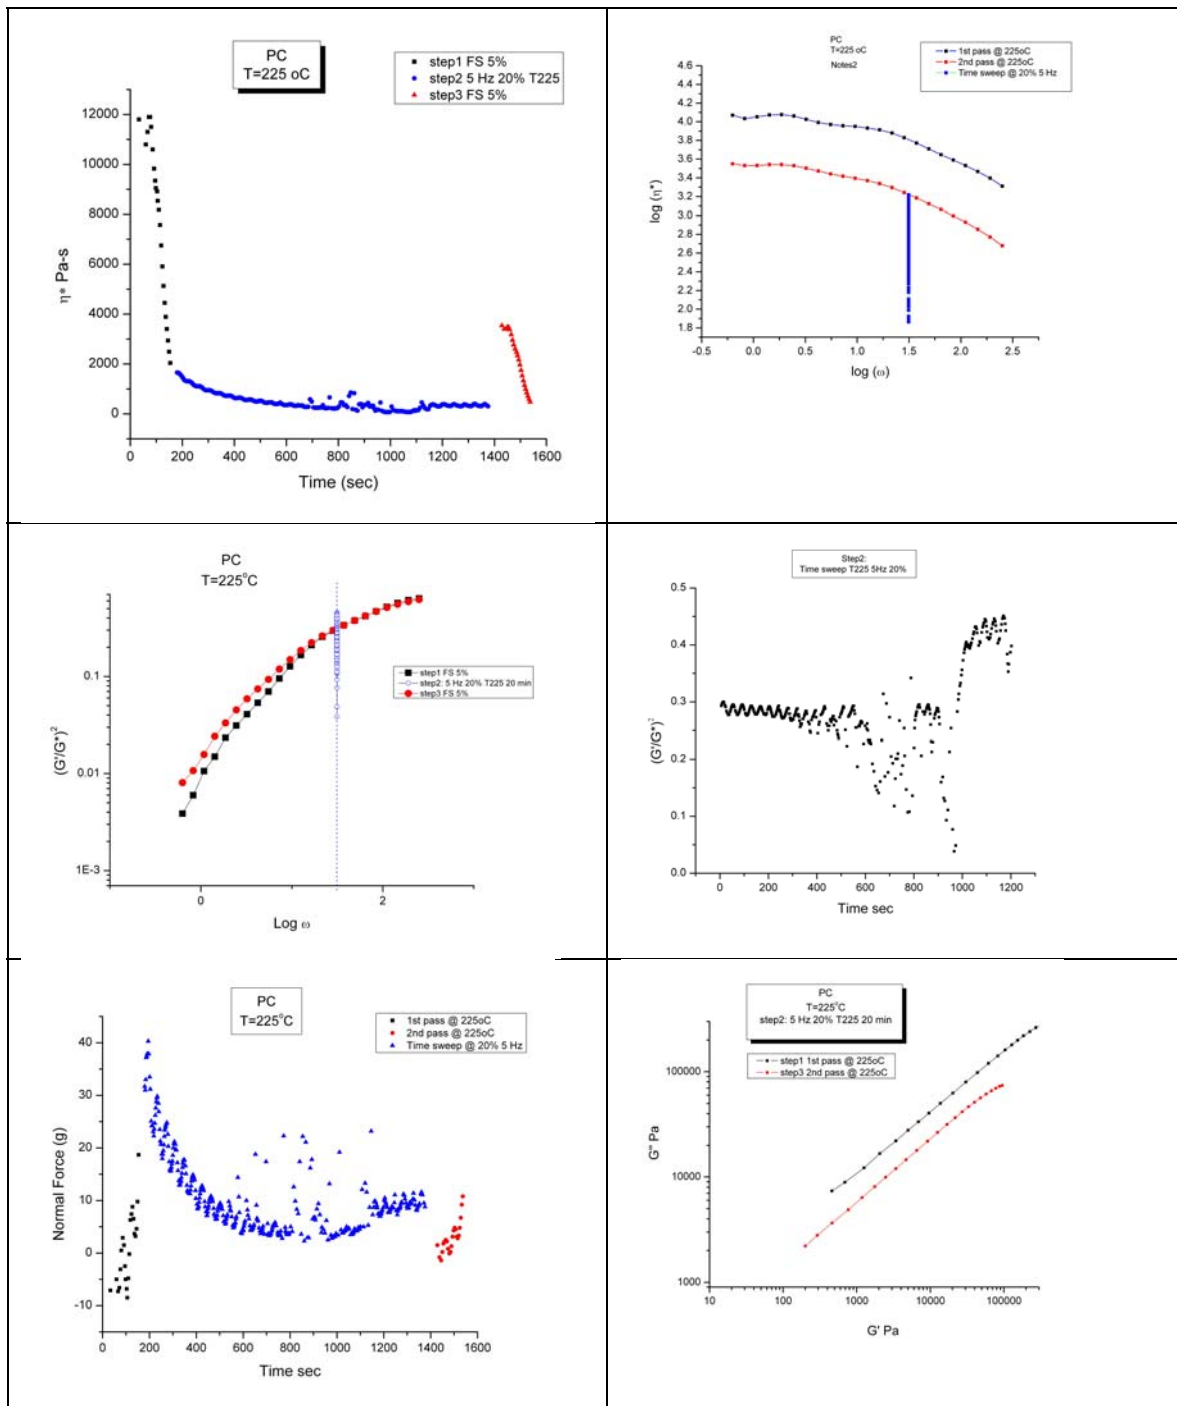 PC
T=225 oC
step1 FS 5%
step2 5 Hz 20% T225
step3 FS 5%
12000
10000
8000
6000
4000
2000
0
η* Pa-s
0 200 400 600 800 1000 1200 1400 1600
Time (sec)
PC
T=225 oC
Notes2
1st pass @ 225oC
2nd pass @ 225oC
Time sweep @ 20% 5 Hz
4.6
4.4
4.2
4.0
3.8
3.6
3.4
3.2
3.0
2.8
2.6
2.4
2.2
2.0
1.8
log (η*)
-0.5 0.0 0.5 1.0 1.5 2.0 2.5
log (ω)
PC
T=225°C
step1 FS 5%
step2: 5 Hz 20% T225 20 min
step3 FS 5%
0.1
0.01
1E-3
(G'/G*)²
0 2
Log ω
Step2:
Time sweep T225 5Hz 20%
0.5
0.4
0.3
0.2
0.1
0.0
(G'/G*)²
0 200 400 600 800 1000 1200
Time sec
PC
T=225°C
1st pass @ 225oC
2nd pass @ 225oC
Time sweep @ 20% 5 Hz
40
30
20
10
0
-10
Normal Force (g)
0 200 400 600 800 1000 1200 1400 1600
Time sec
PC
T=225°C
step2: 5 Hz 20% T225 20 min
step1 1st pass @ 225oC
step3 2nd pass @ 225oC
100000
10000
1000
G'' Pa
10 100 1000 10000 100000
G' Pa